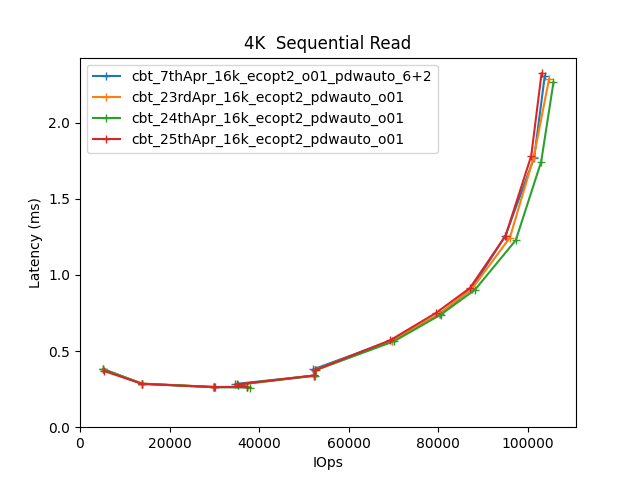 4K  Sequential Read
cbt_7thApr_16k_ecopt2_o01_pdwauto_6+2
cbt_23rdApr_16k_ecopt2_pdwauto_o01
cbt_24thApr_16k_ecopt2_pdwauto_o01
cbt_25thApr_16k_ecopt2_pdwauto_o01
Latency (ms)
2.0
1.5
1.0
0.5
0.0
0 20000 40000 60000 80000 100000
IOps